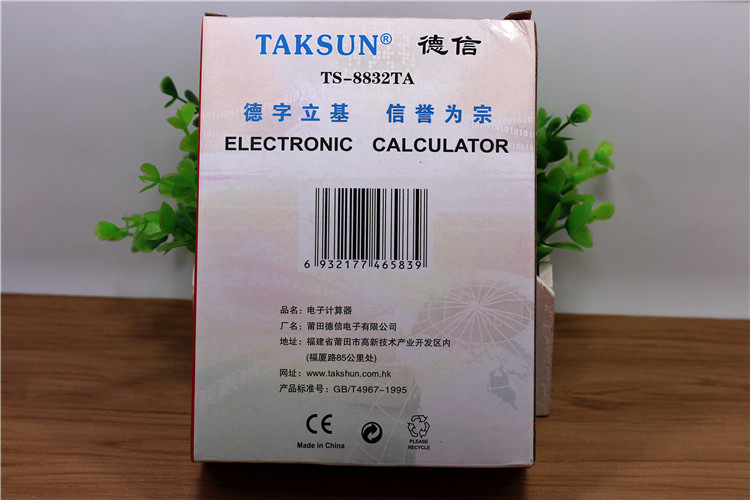 TAKSUN® 德信
TS-8832TA
德字立基 信誉为宗
ELECTRONIC CALCULATOR
6 932177 465839
品名：电子计算器
厂名：莆田德信电子有限公司
地址：福建省莆田市高新技术产业开发区内
(福厦路85公里处)
网址：www.takshun.com.hk
产品标准号：GB/T4967-1995
CE
Made in China
PLEASE
RECYCLE